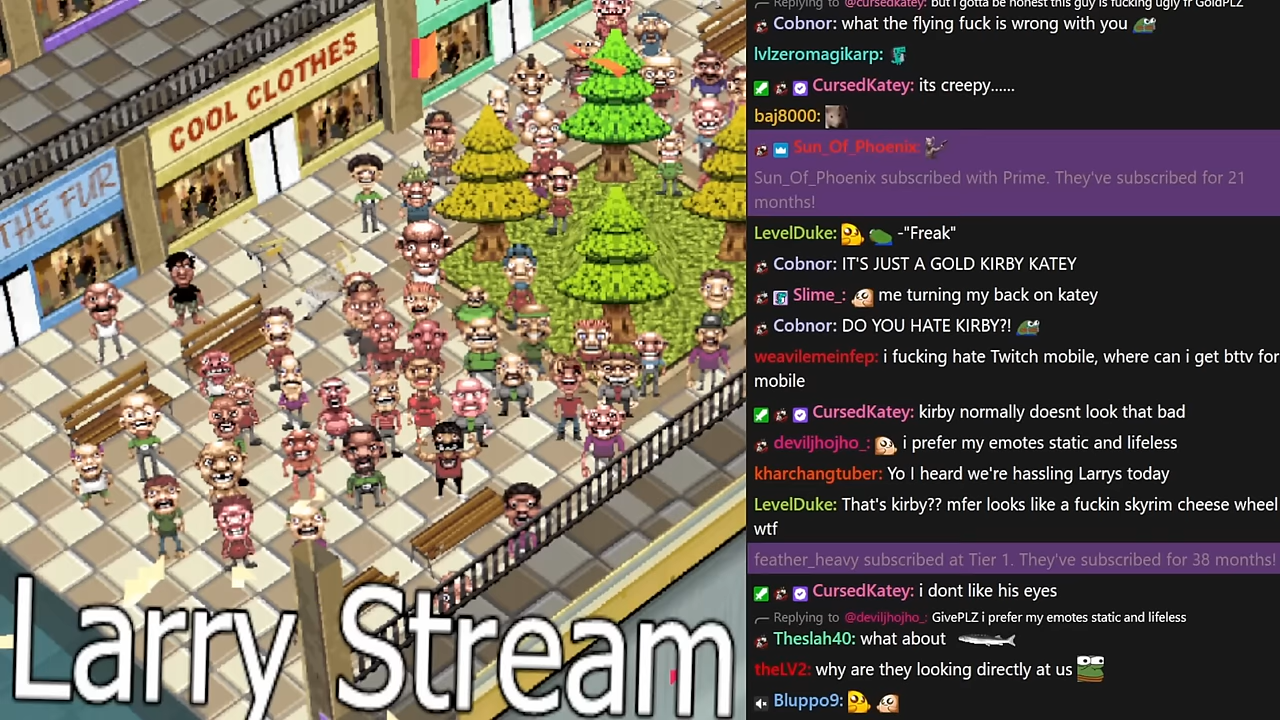 COOL CLOTHES
THE FUR
Larry Stream
Replying to @cursedkatey: but i gotta be honest this guy is fucking ugly fr GoldPLZ
Cobnor: what the flying fuck is wrong with you
lvlzeromagikarp:
CursedKatey: its creepy......
baj8000:
Sun_Of_Phoenix:
Sun_Of_Phoenix subscribed with Prime. They've subscribed for 21
months!
LevelDuke: -"Freak"
Cobnor: IT'S JUST A GOLD KIRBY KATEY
Slime_: me turning my back on katey
Cobnor: DO YOU HATE KIRBY?!
weavilemeinfep: i fucking hate Twitch mobile, where can i get bttv for
mobile
CursedKatey: kirby normally doesnt look that bad
deviljhojho_: i prefer my emotes static and lifeless
kharchangtuber: Yo I heard we're hassling Larrys today
LevelDuke: That's kirby?? mfer looks like a fuckin skyrim cheese wheel
wtf
feather_heavy subscribed at Tier 1. They've subscribed for 38 months!
CursedKatey: i dont like his eyes
Replying to @deviljhojho_: GivePLZ i prefer my emotes static and lifeless
Theslah40: what about
theLV2: why are they looking directly at us
Bluppo9: